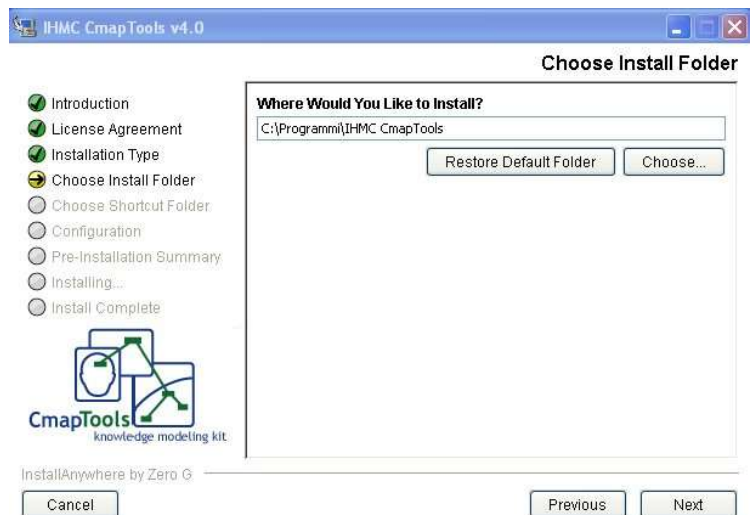 IHMC CmapTools v4.0
Choose Install Folder
Introduction
License Agreement
Installation Type
Choose Install Folder
Choose Shortcut Folder
Configuration
Pre-Installation Summary
Installing...
Install Complete
Where Would You Like to Install?
C:\Programmi\IHMC CmapTools
Restore Default Folder
Choose...
CmapTools
knowledge modeling kit
InstallAnywhere by Zero G
Cancel
Previous
Next